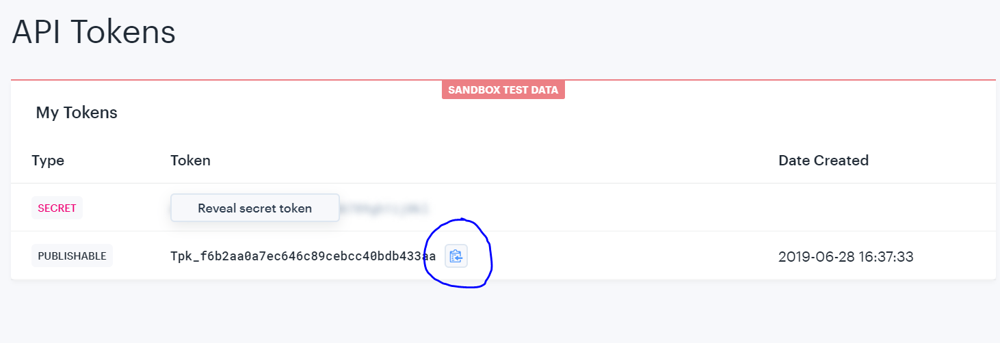 API Tokens
SANDBOX TEST DATA
My Tokens
Type Token Date Created
SECRET Reveal secret token
PUBLISHABLE Tpk_f6b2aa0a7ec646c89cebcc40bdb433aa 2019-06-28 16:37:33